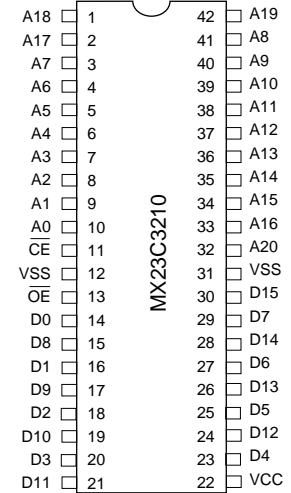 A18 1 42 A19
A17 2 41 A8
A7 3 40 A9
A6 4 39 A10
A5 5 38 A11
A4 6 37 A12
A3 7 36 A13
A2 8 35 A14
A1 9 34 A15
A0 10 33 A16
CE 11 32 A20
VSS 12 31 VSS
OE 13 30 D15
D0 14 29 D7
D8 15 28 D14
D1 16 27 D6
D9 17 26 D13
D2 18 25 D5
D10 19 24 D12
D3 20 23 D4
D11 21 22 VCC
MX23C3210